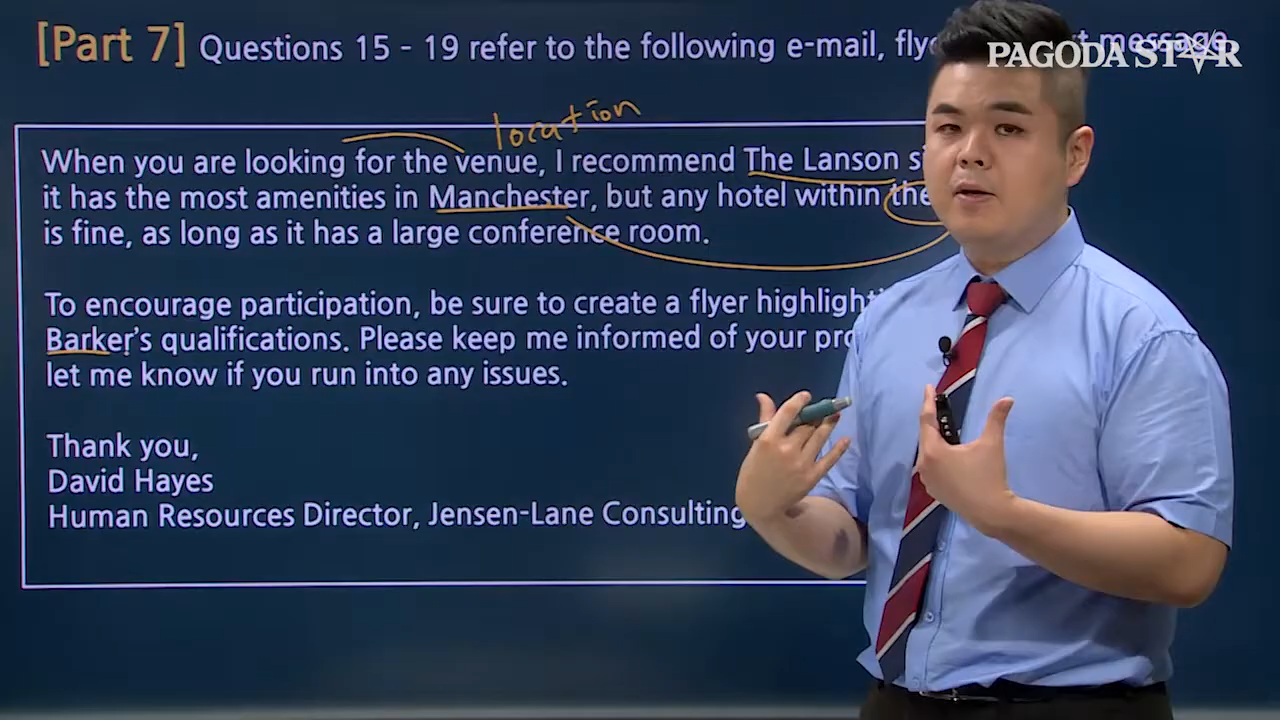 [Part 7] Questions 15 - 19 refer to the following e-mail, message
PAGODA STAR
location
When you are looking for the venue, I recommend The Lanson
it has the most amenities in Manchester, but any hotel within
is fine, as long as it has a large conference room.
To encourage participation, be sure to create a flyer
Barker's qualifications. Please keep me informed of your
let me know if you run into any issues.
Thank you,
David Hayes
Human Resources Director, Jensen-Lane Consulting